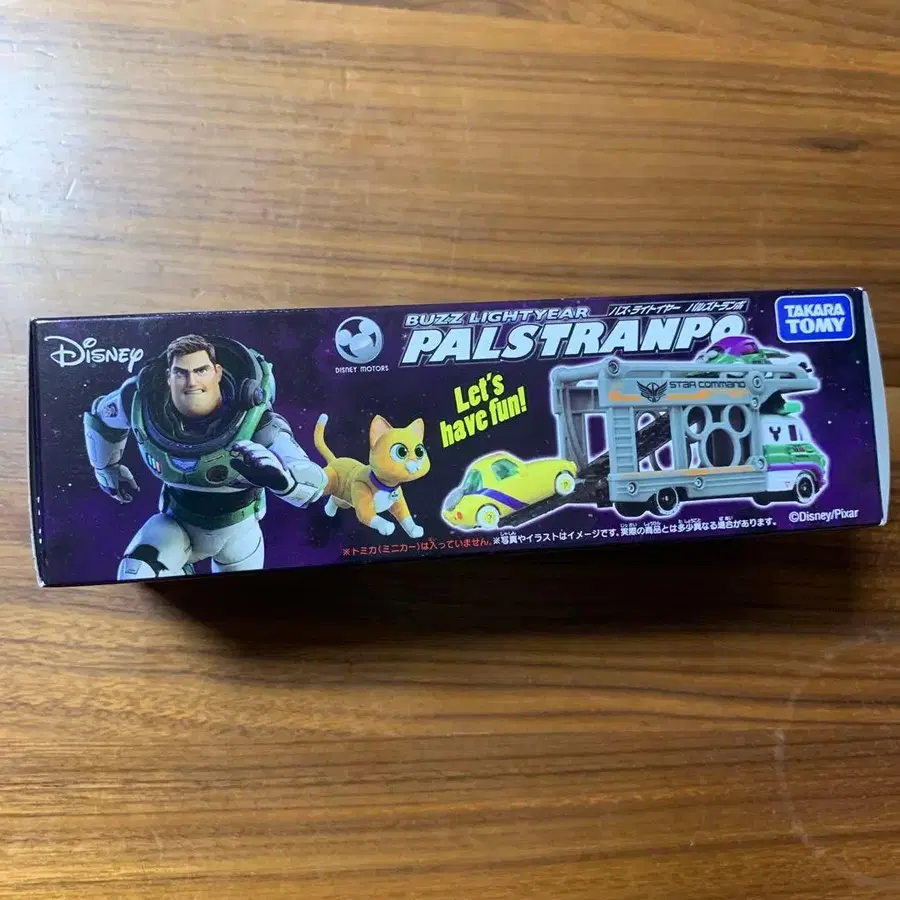 Disney
DISNEY MOTORS
BUZZ LIGHTYEAR バズ・ライトイヤー パルストランポ
PALSTRANPO
TAKARA
TOMY
Let's
have fun!
STAR COMMAND
©Disney/Pixar
※トミカ(ミニカー)は入っていません。※写真やイラストはイメージです。実際の商品とは多少異なる場合があります。